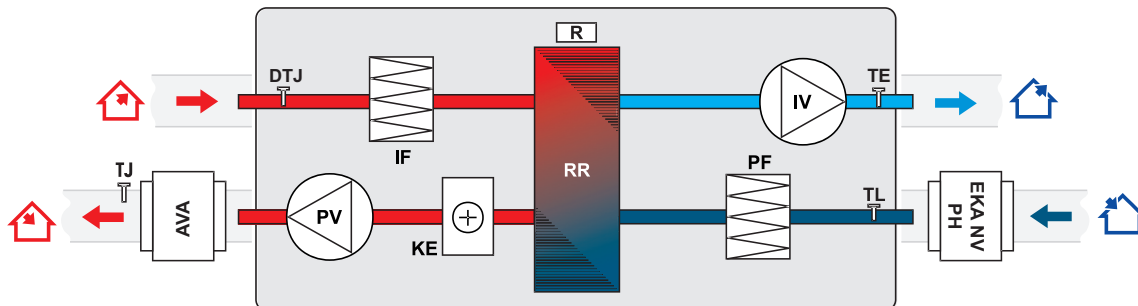 R
DTJ
TE
IV
IF
PF
TJ
RR
TL
AVA
PV
KE
EKA NV
PH